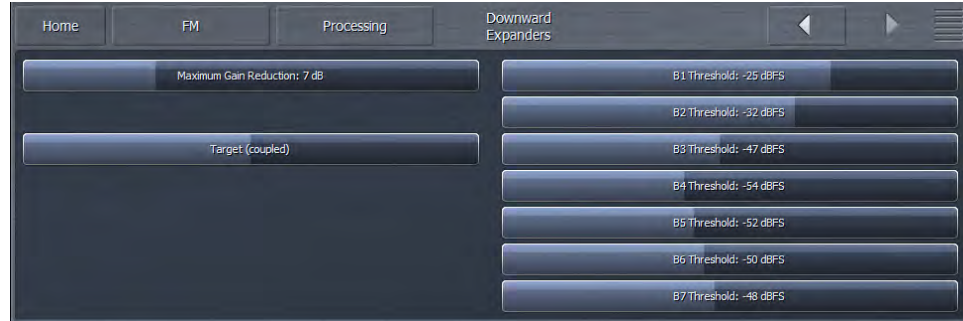 Home
FM
Processing
Downward
Expanders
Maximum Gain Reduction: 7 dB
Target (coupled)
B1 Threshold: -25 dBFS
B2 Threshold: -32 dBFS
B3 Threshold: -47 dBFS
B4 Threshold: -54 dBFS
B5 Threshold: -52 dBFS
B6 Threshold: -50 dBFS
B7 Threshold: -48 dBFS